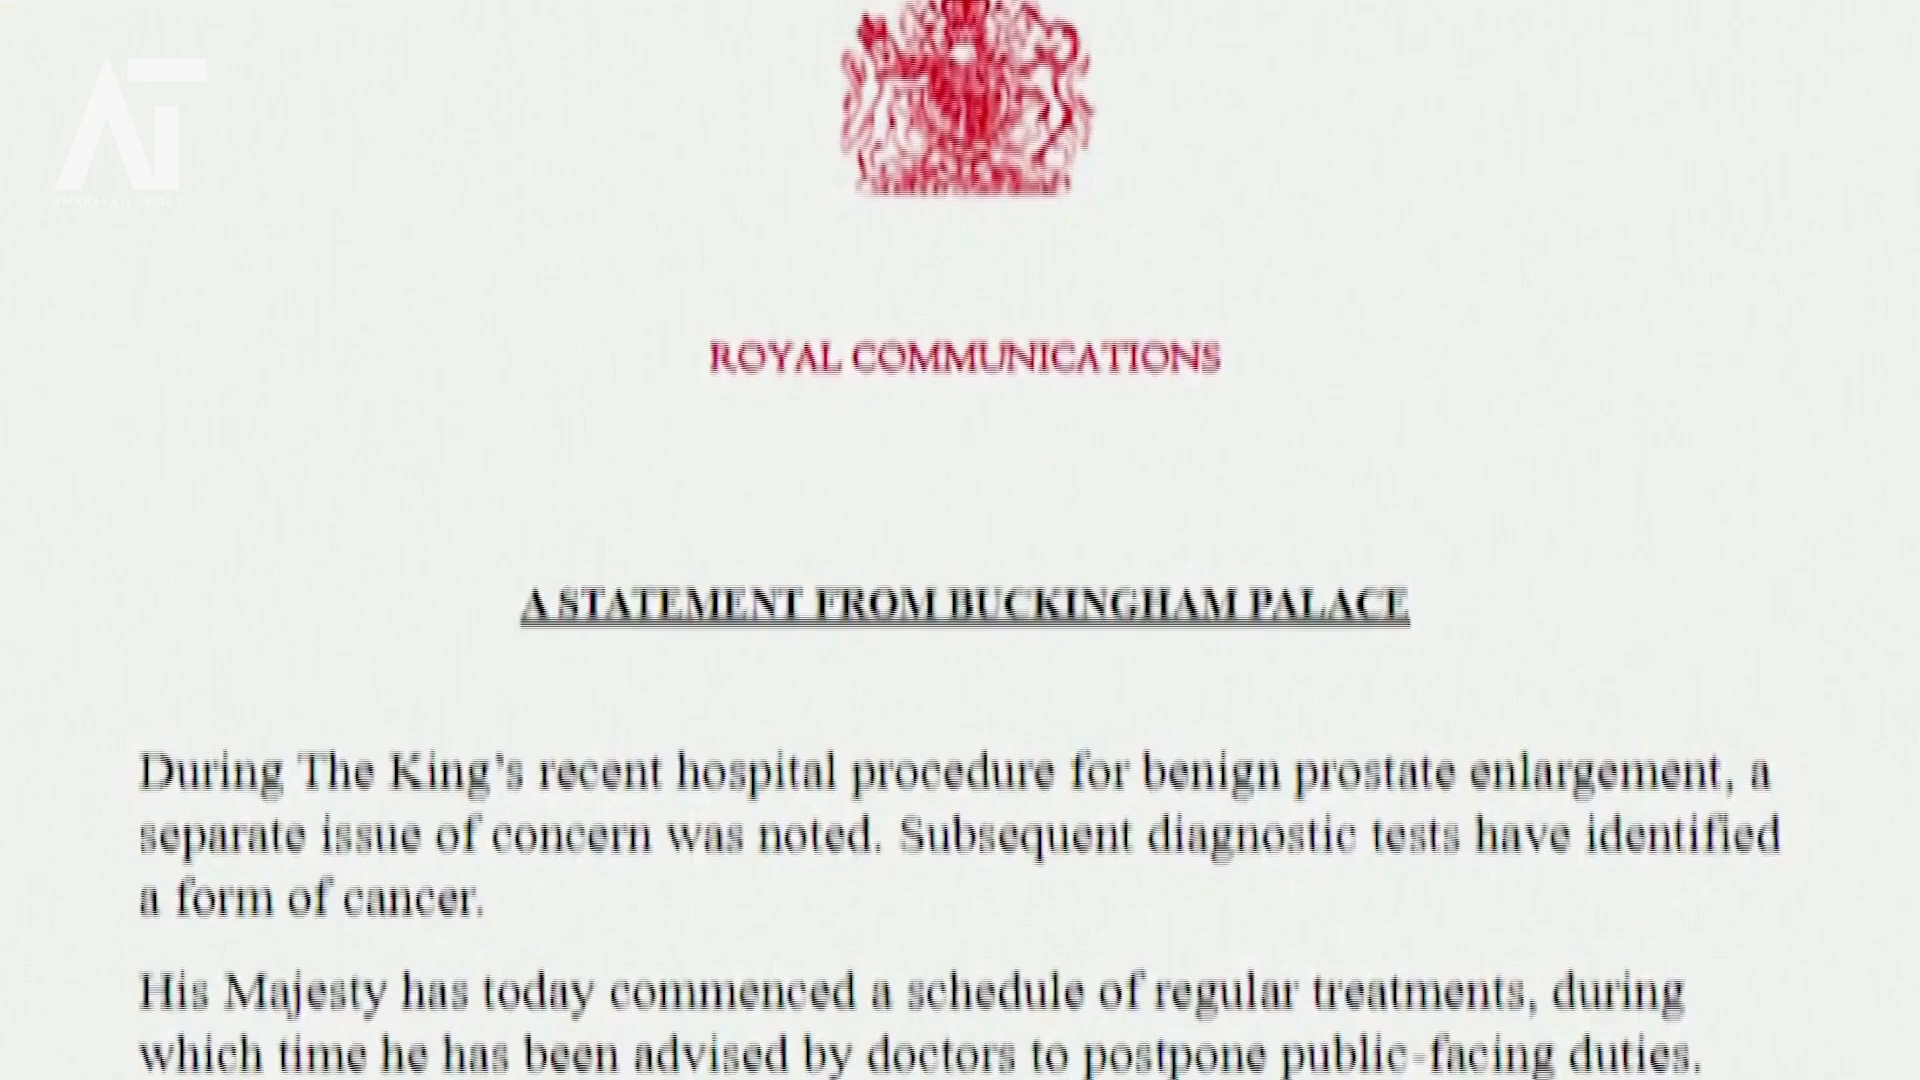 AT
ROYAL COMMUNICATIONS
A STATEMENT FROM BUCKINGHAM PALACE
During The King's recent hospital procedure for benign prostate enlargement, a
separate issue of concern was noted. Subsequent diagnostic tests have identified
a form of cancer.
His Majesty has today commenced a schedule of regular treatments, during
which time he has been advised by doctors to postpone public-facing duties.